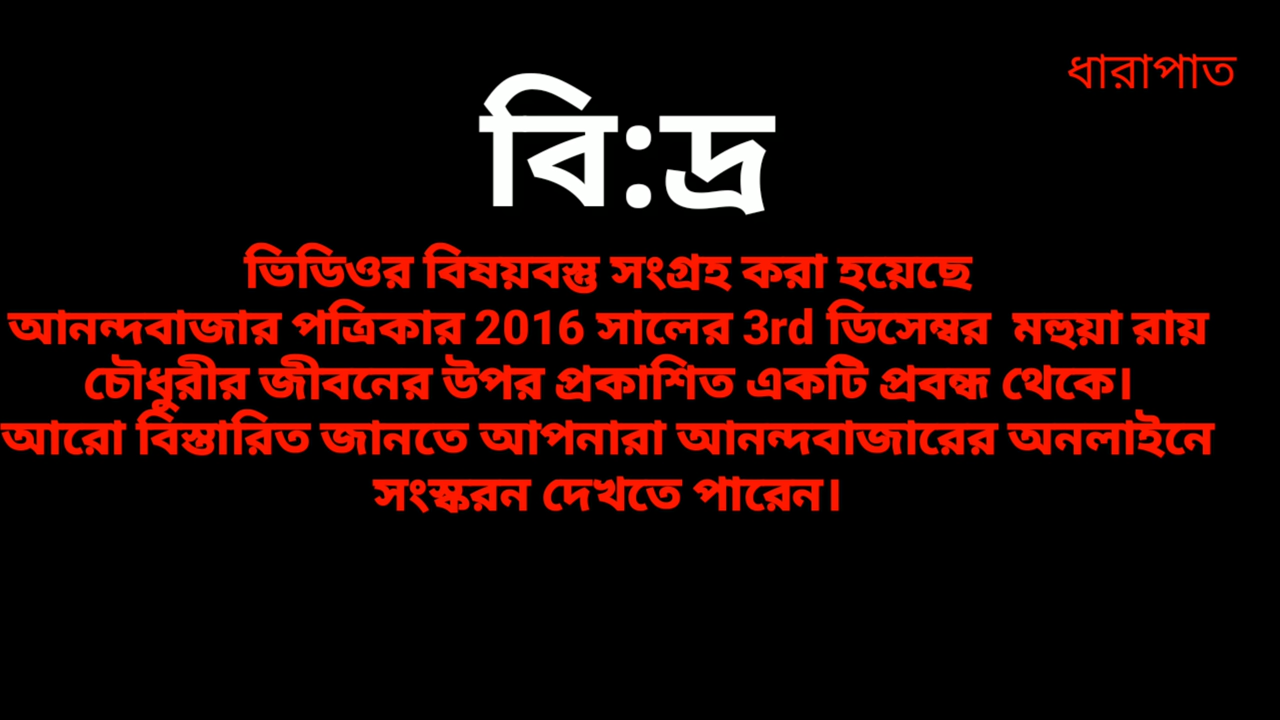 ধারাপাত
বি:দ্র
ভিডিওর বিষয়বস্তু সংগ্রহ করা হয়েছে
আনন্দবাজার পত্রিকার 2016 সালের 3rd ডিসেম্বর মহুয়া রায়
চৌধুরীর জীবনের উপর প্রকাশিত একটি প্রবন্ধ থেকে।
আরো বিস্তারিত জানতে আপনারা আনন্দবাজারের অনলাইনে
সংস্করন দেখতে পারেন।